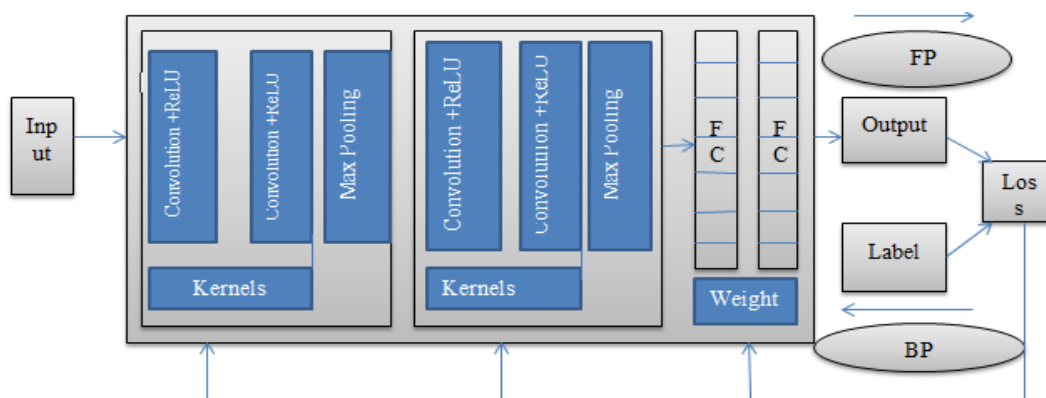 Inp
ut
Convolution +ReLU
Convolution +ReLU
Max Pooling
Kernels
Convolution +ReLU
Convolution +ReLU
Max Pooling
Kernels
F
C
F
C
Weight
FP
Output
Label
Los
s
BP